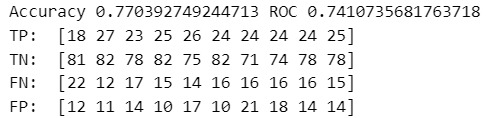 Accuracy 0.770392749244713 ROC 0.7410735681763718
TP:  [18 27 23 25 26 24 24 24 24 25]
TN:  [81 82 78 82 75 82 71 74 78 78]
FN:  [22 12 17 15 14 16 16 16 16 15]
FP:  [12 11 14 10 17 10 21 18 14 14]